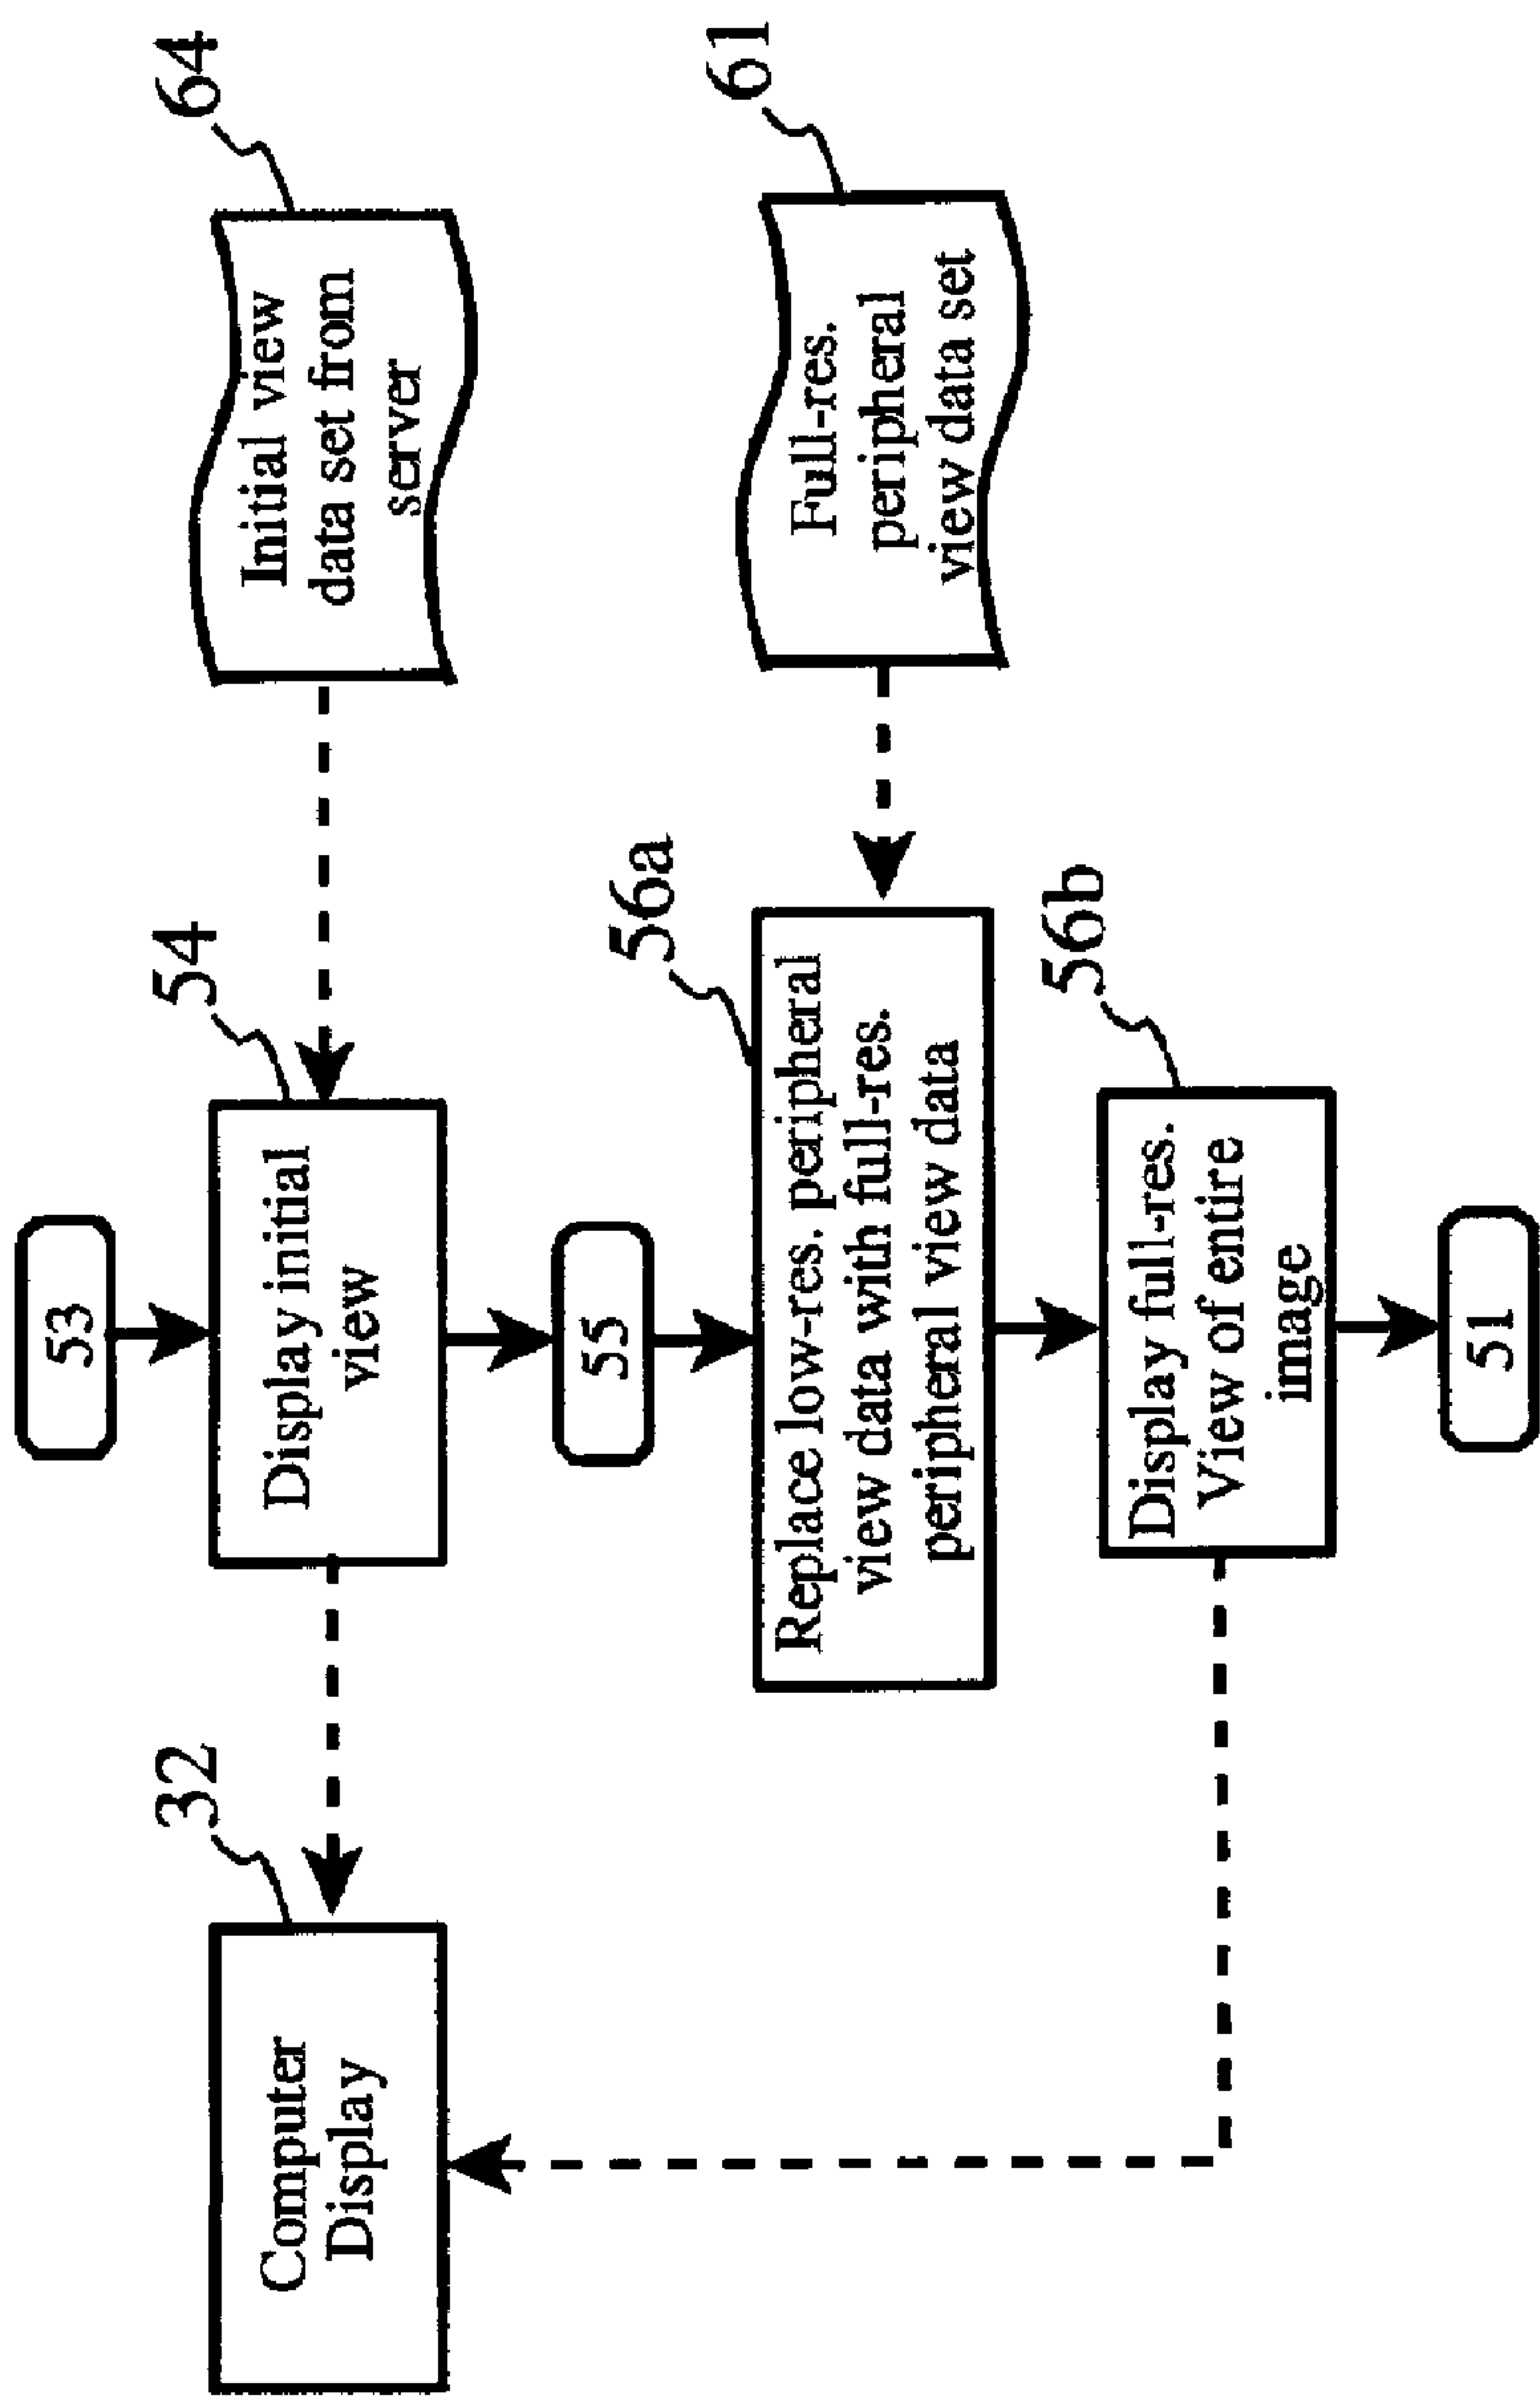 53
32
54
64
Computer
Display
Display initial
view
Initial view
data set from
server
55
56a
61
Replace low-res. peripheral
view data with full-res.
peripheral view data
Full-res.
peripheral
view data set
56b
Display full-res.
View of entire
image
51